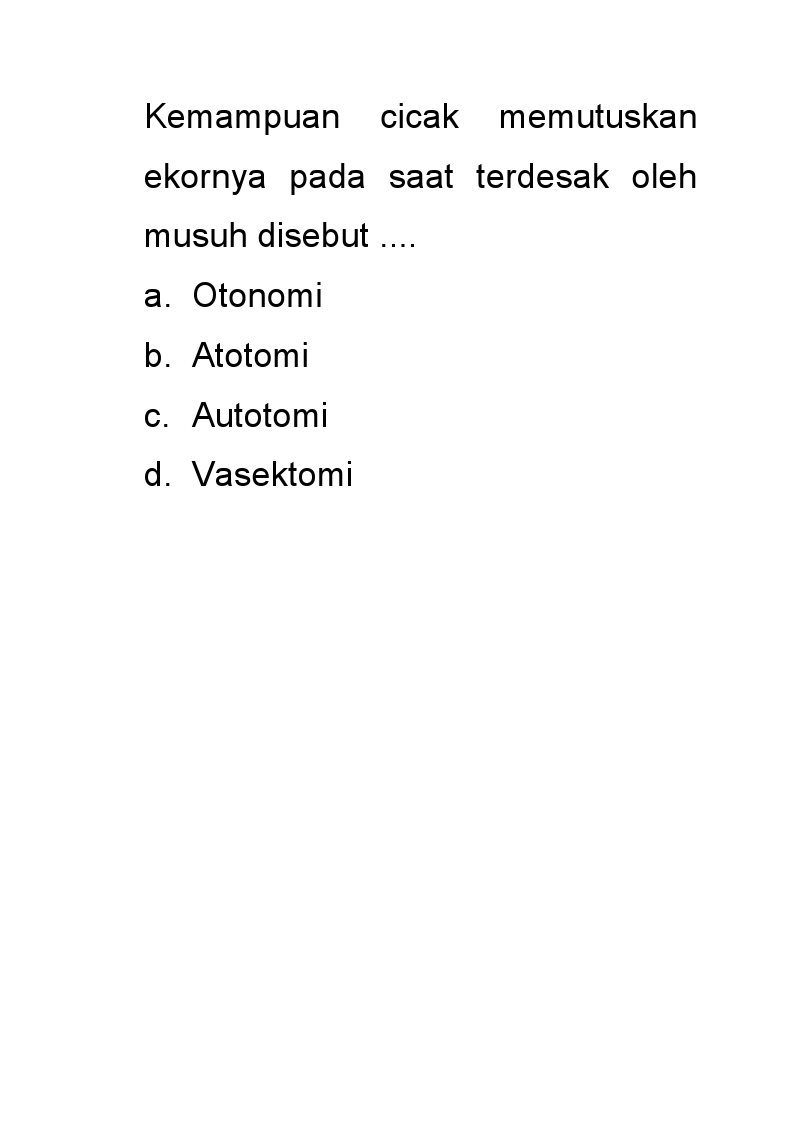 Kemampuan cicak memutuskan
ekornya pada saat terdesak oleh
musuh disebut ....
a. Otonomi
b. Atotomi
c. Autotomi
d. Vasektomi